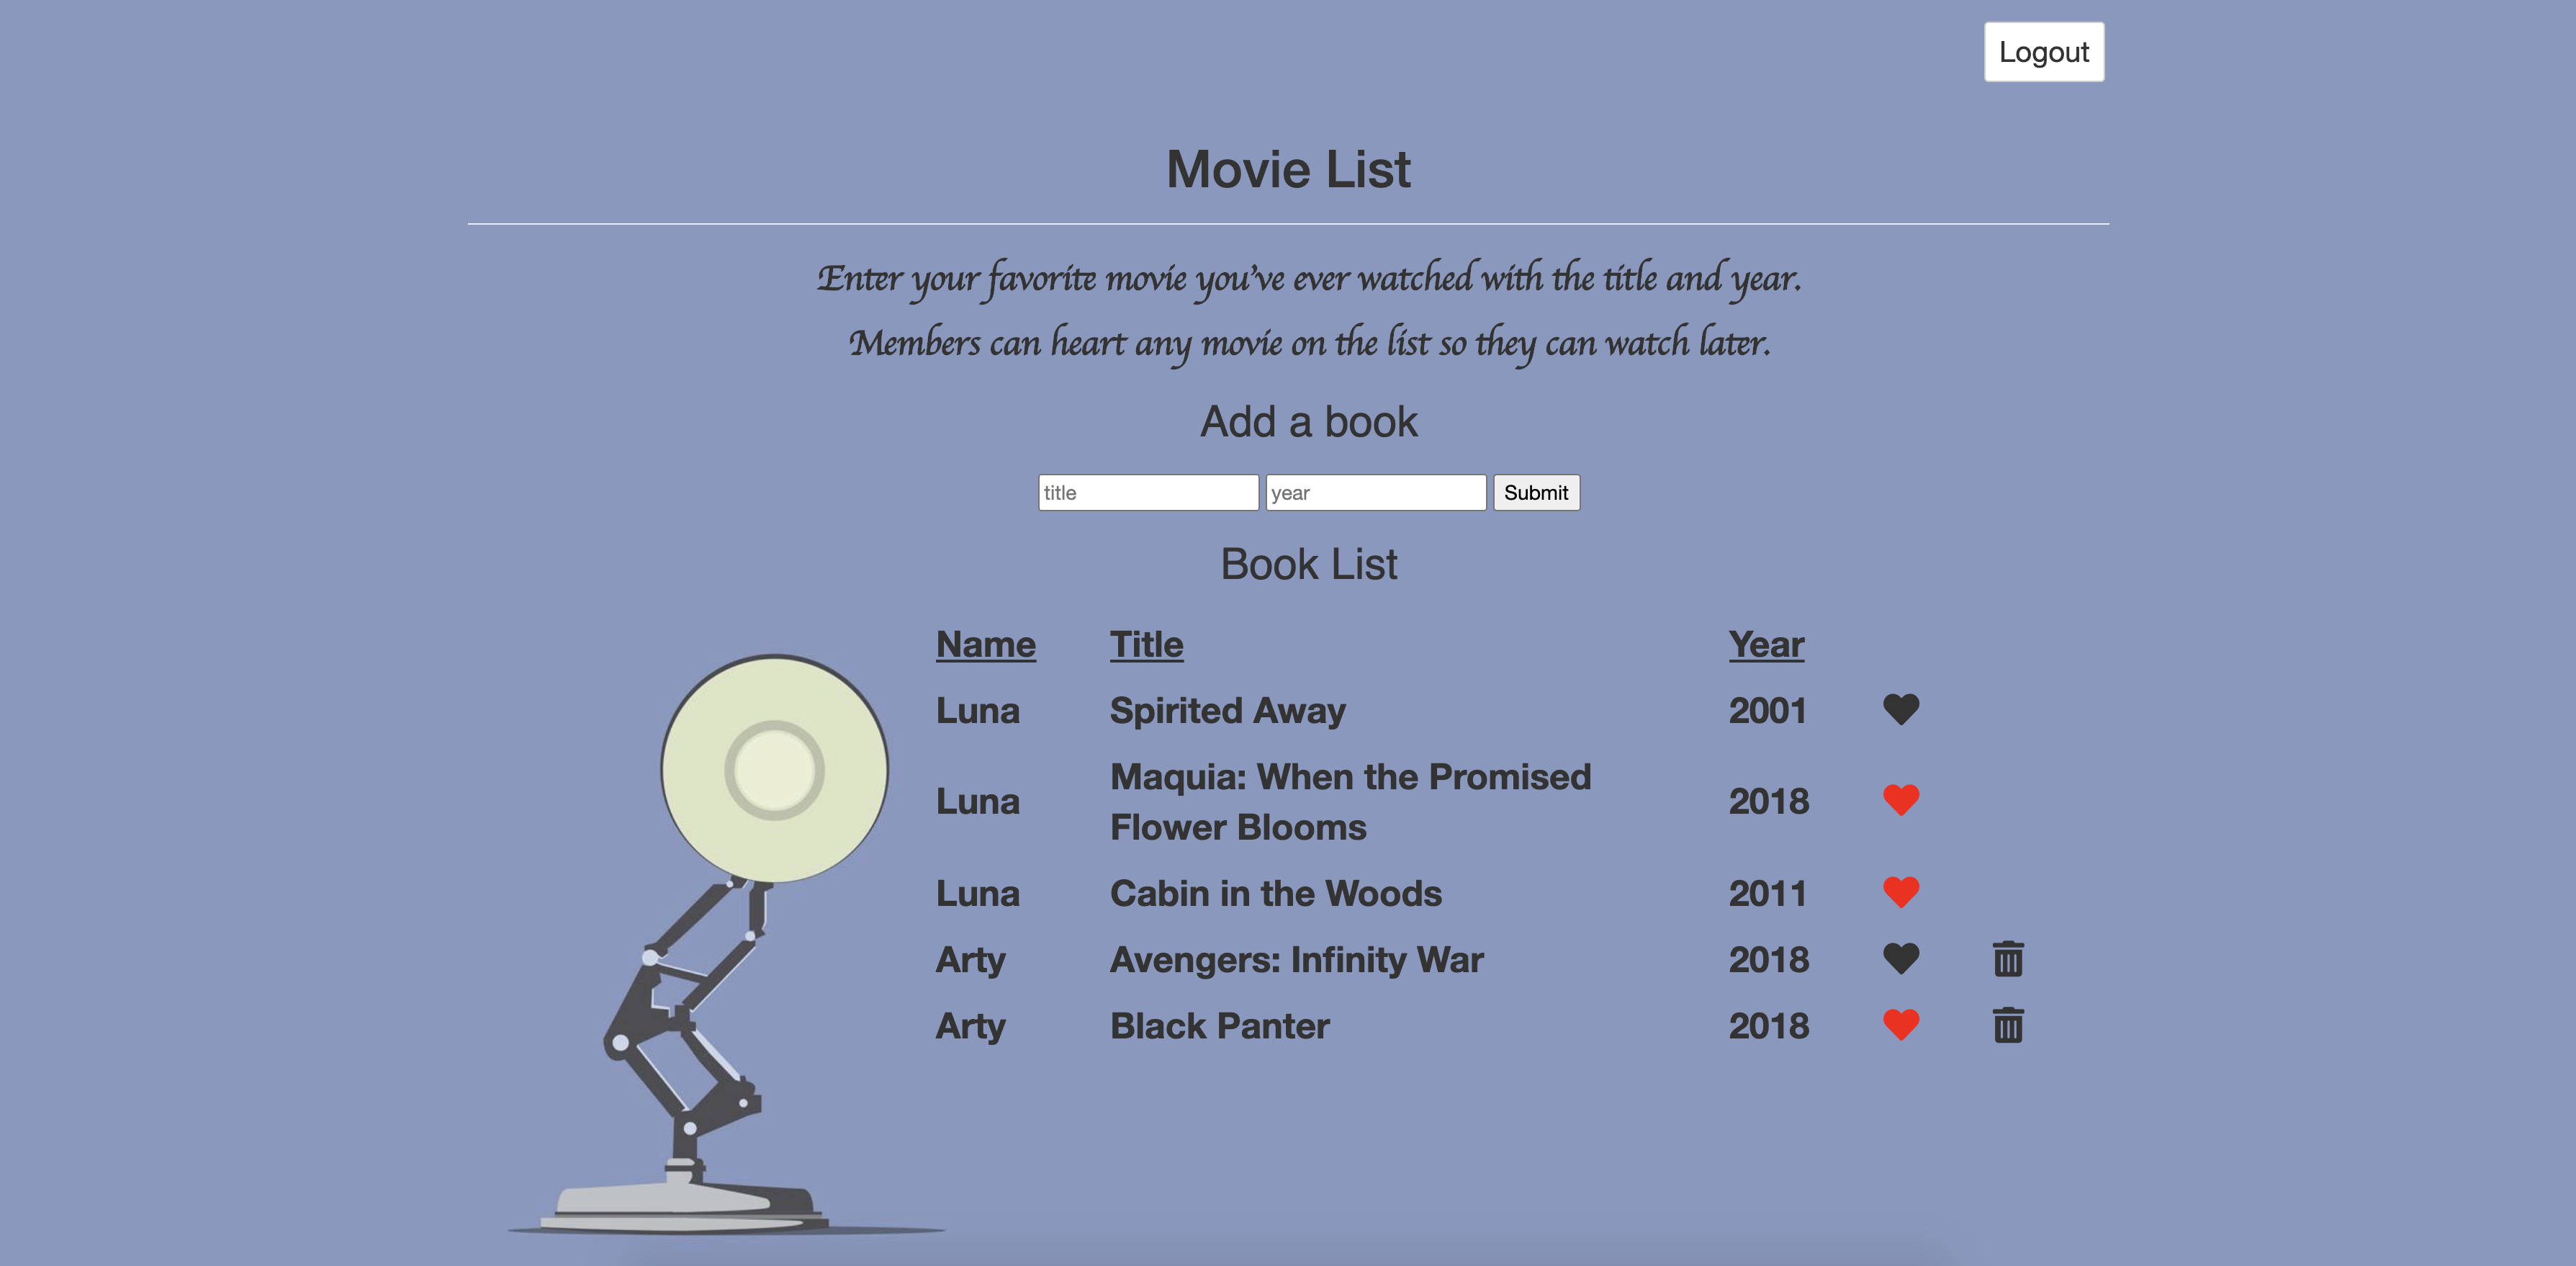 Logout
Movie List
Enter your favorite movie you've ever watched with the title and year.
Members can heart any movie on the list so they can watch later.
Add a book
title year Submit
Book List
Name Title Year
Luna Spirited Away 2001
Luna Maquia: When the Promised
Flower Blooms 2018
Luna Cabin in the Woods 2011
Arty Avengers: Infinity War 2018
Arty Black Panter 2018